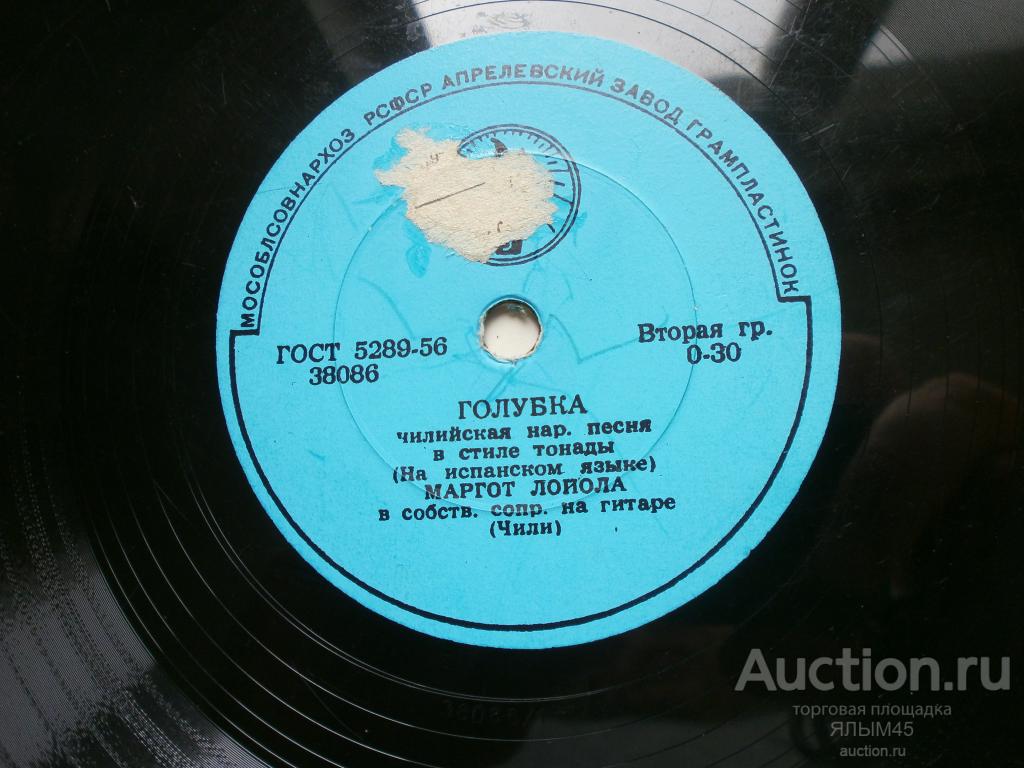 МОСОБЛСОВНАРХОЗ РСФСР АПРЕЛЕВСКИЙ ЗАВОД ГРАМПЛАСТИНОК
ГОСТ 5289-56
38086
Вторая гр.
0-30
ГОЛУБКА
чилийская нар. песня
в стиле тонады
(На испанском языке)
МАРГОТ ЛОЙОЛА
в собств. сопр. на гитаре
(Чили)
Auction.ru
торговая площадка
ЯЛЫМ45
auction.ru